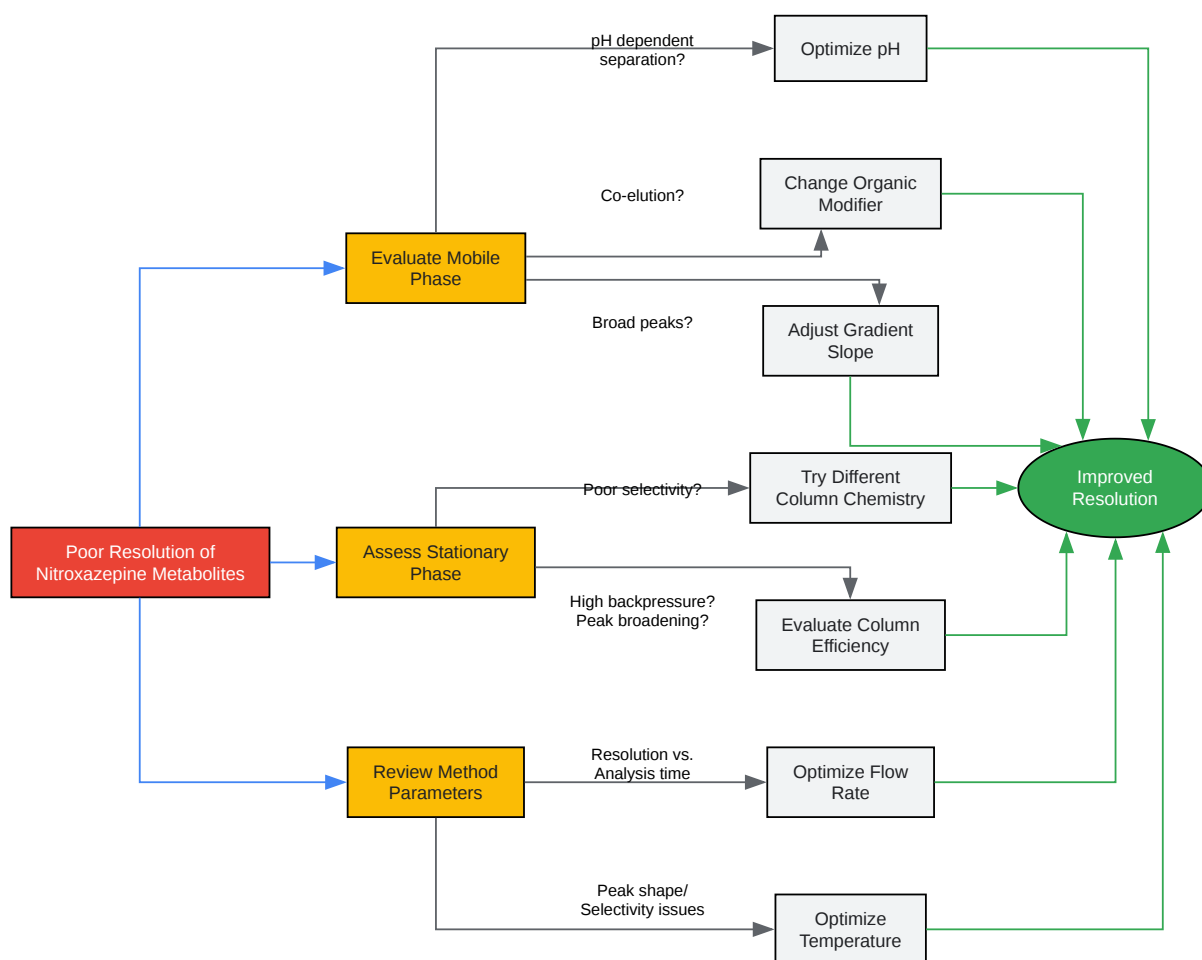 pH dependent
separation?
Optimize pH
Co-elution?
Change Organic
Modifier
Evaluate Mobile
Phase
Broad peaks?
Adjust Gradient
Slope
Poor selectivity?
Try Different
Column Chemistry
Improved
Resolution
Poor Resolution of
Nitroxazepine Metabolites
Assess Stationary
Phase
High backpressure?
Peak broadening?
Evaluate Column
Efficiency
Review Method
Parameters
Resolution vs.
Analysis time
Optimize Flow
Rate
Peak shape/
Selectivity issues
Optimize
Temperature